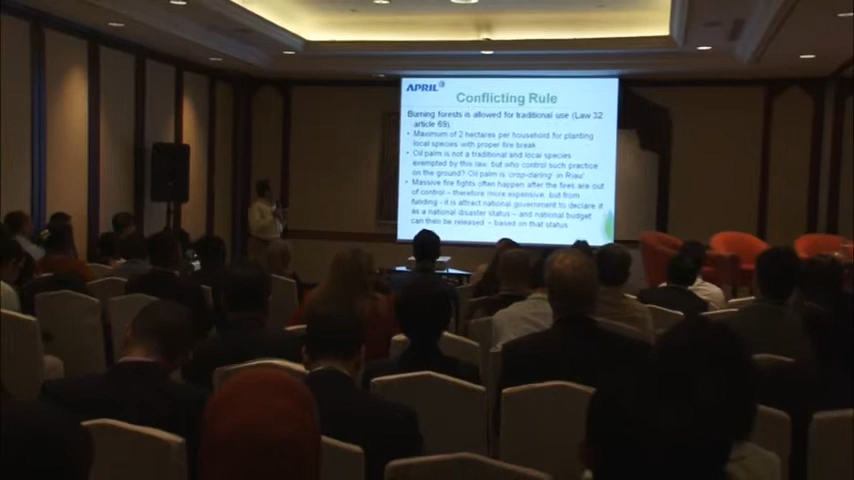 APRIL
Conflicting Rule
Burning forests is allowed for traditional use (Law 32
article 69).
• Maximum of 2 hectares per household for planting
local species with proper fire break
• Oil palm is not a traditional and local species
exempted by this law, but who control such practice
on the ground? Oil palm is 'crop-daring' in Riau'
• Massive fire fights often happen after the fires are out
of control – therefore more expensive, but from
funding - it is attract national government to declare it
as a national disaster status – and national budget
can then be released – based on that status